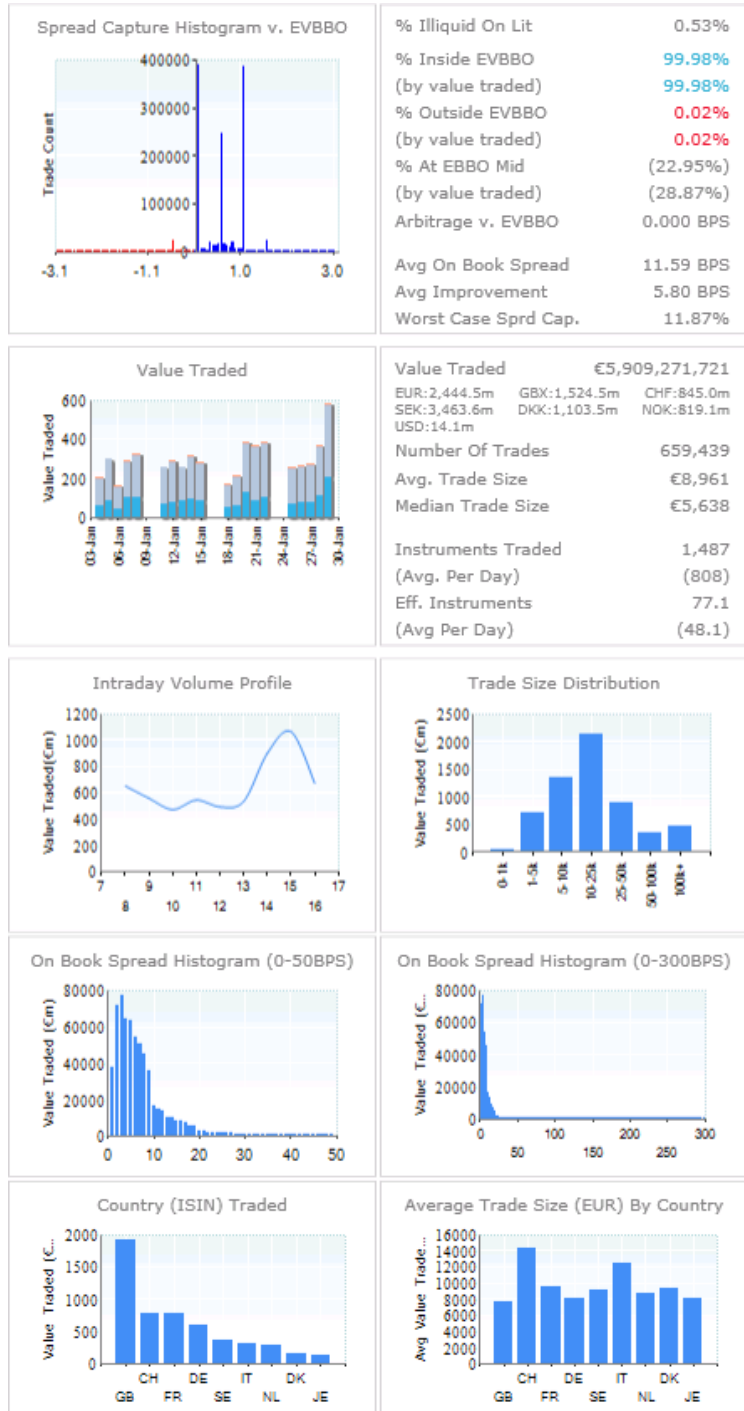 Spread Capture Histogram v. EVBBO
400000
300000
200000
100000
0
Trade Count
-3.1 -1.1 1.0 3.0
% Illiquid On Lit 0.53%
% Inside EVBBO 99.98%
(by value traded) 99.98%
% Outside EVBBO 0.02%
(by value traded) 0.02%
% At EBBO Mid (22.95%)
(by value traded) (28.87%)
Arbitrage v. EVBBO 0.000 BPS
Avg On Book Spread 11.59 BPS
Avg Improvement 5.80 BPS
Worst Case Sprd Cap. 11.87%
Value Traded
600
400
200
0
Value Traded
03-Jan 06-Jan 09-Jan 12-Jan 15-Jan 18-Jan 21-Jan 24-Jan 27-Jan 30-Jan
Value Traded €5,909,271,721
EUR:2,444.5m GBX:1,524.5m CHF:845.0m
SEK:3,463.6m DKK:1,103.5m NOK:819.1m
USD:14.1m
Number Of Trades 659,439
Avg. Trade Size €8,961
Median Trade Size €5,638
Instruments Traded 1,487
(Avg. Per Day) (808)
Eff. Instruments 77.1
(Avg Per Day) (48.1)
Intraday Volume Profile
1200
1000
800
600
400
200
0
Value Traded(€m)
7 9 11 13 15 17
8 10 12 14 16
Trade Size Distribution
2500
2000
1500
1000
500
0
Value Traded (€m)
0-1k 1-5k 5-10k 10-25k 25-50k 50-100k 100k+
On Book Spread Histogram (0-50BPS)
80000
60000
40000
20000
0
Value Traded (€m)
0 10 20 30 40 50
On Book Spread Histogram (0-300BPS)
80000
60000
40000
20000
0
Value Traded (€...
0 100 200 300
50 150 250
Country (ISIN) Traded
2000
1500
1000
500
0
Value Traded (€...
CH DE IT DK
GB FR SE NL JE
Average Trade Size (EUR) By Country
16000
14000
12000
10000
8000
6000
4000
2000
0
Avg Value Trade...
CH DE IT DK
GB FR SE NL JE